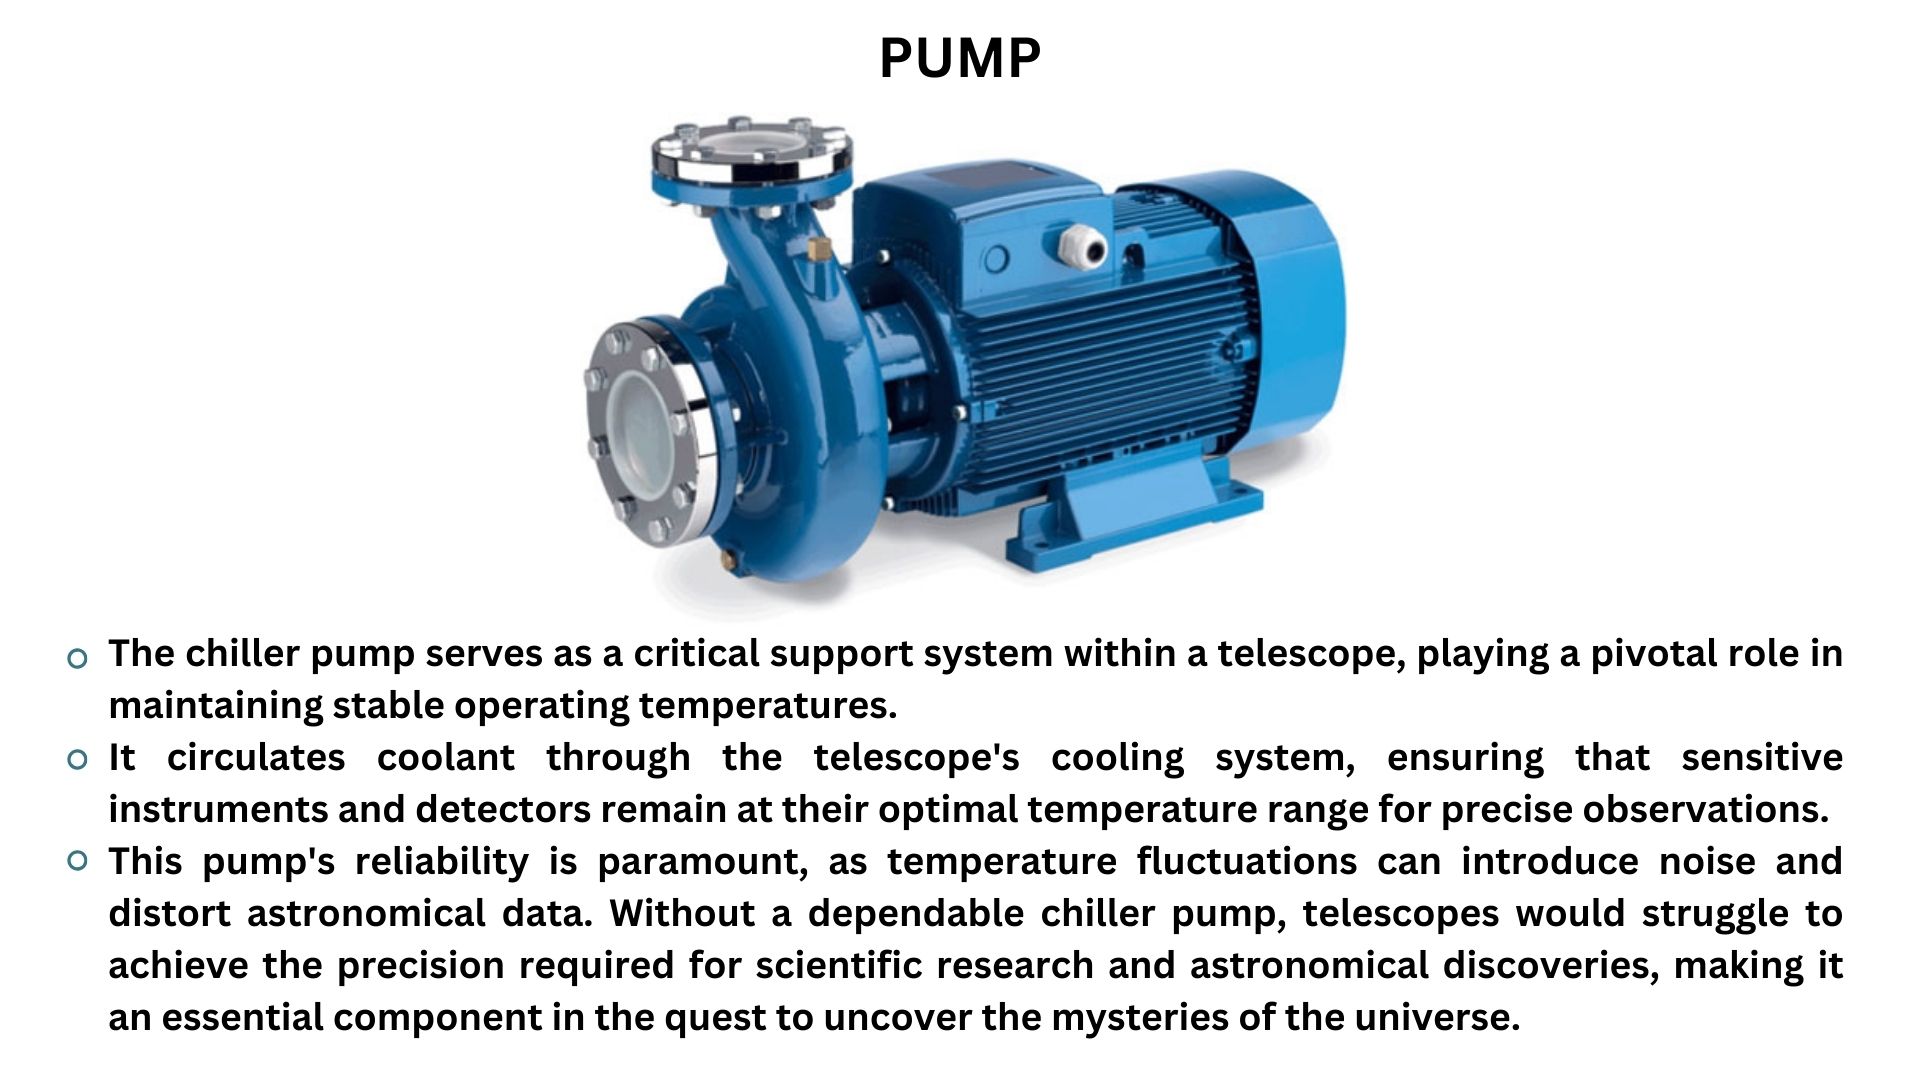 PUMP
The chiller pump serves as a critical support system within a telescope, playing a pivotal role in
maintaining stable operating temperatures.
It circulates coolant through the telescope's cooling system, ensuring that sensitive
instruments and detectors remain at their optimal temperature range for precise observations.
This pump's reliability is paramount, as temperature fluctuations can introduce noise and
distort astronomical data. Without a dependable chiller pump, telescopes would struggle to
achieve the precision required for scientific research and astronomical discoveries, making it
an essential component in the quest to uncover the mysteries of the universe.